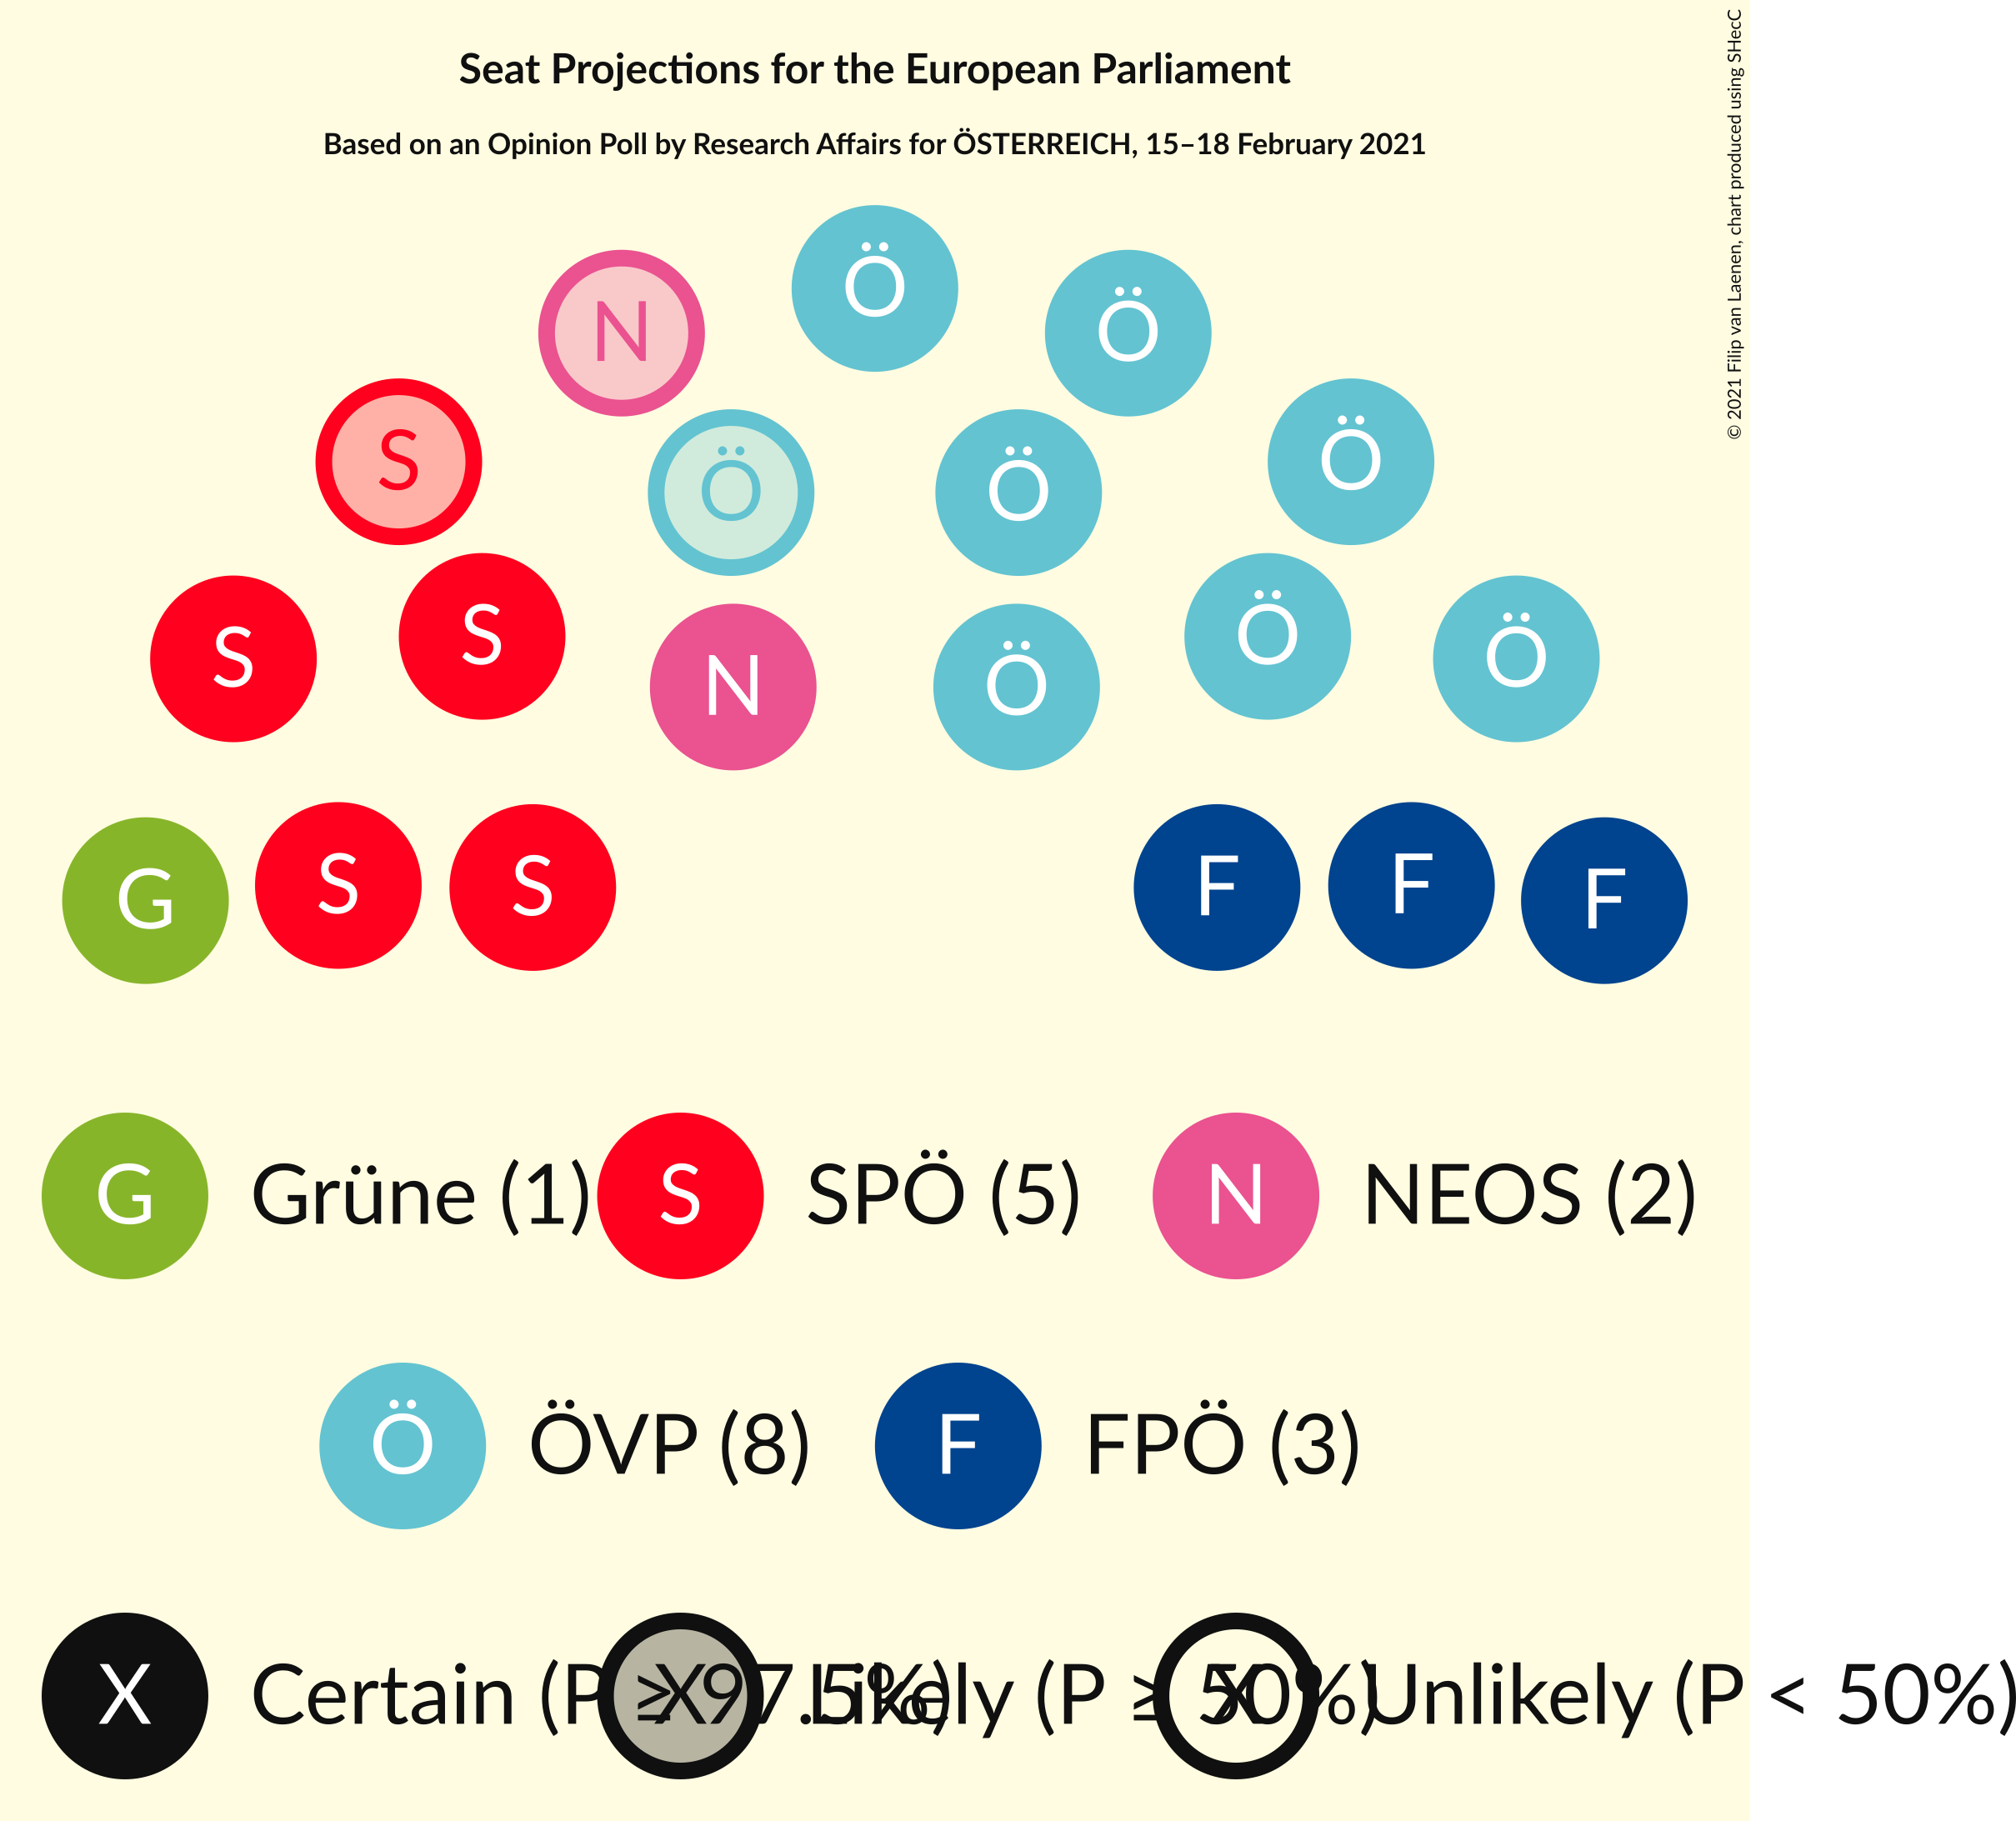 Seat Projections for the European Parliament
Based on an Opinion Poll by Research Affairs for ÖSTERREICH, 15–18 February 2021
© 2021 Filip van Laenen, chart produced using SHecC
Ö
N Ö
S Ö
Ö Ö
S S Ö Ö
N Ö
G S S F F F
G Grüne (1) S SPÖ (5) N NEOS (2)
Ö ÖVP (8) F FPÖ (3)
X Certain (P ≥ 97.5%) X Likely (P ≥ 50%) X Unlikely (P < 50%)